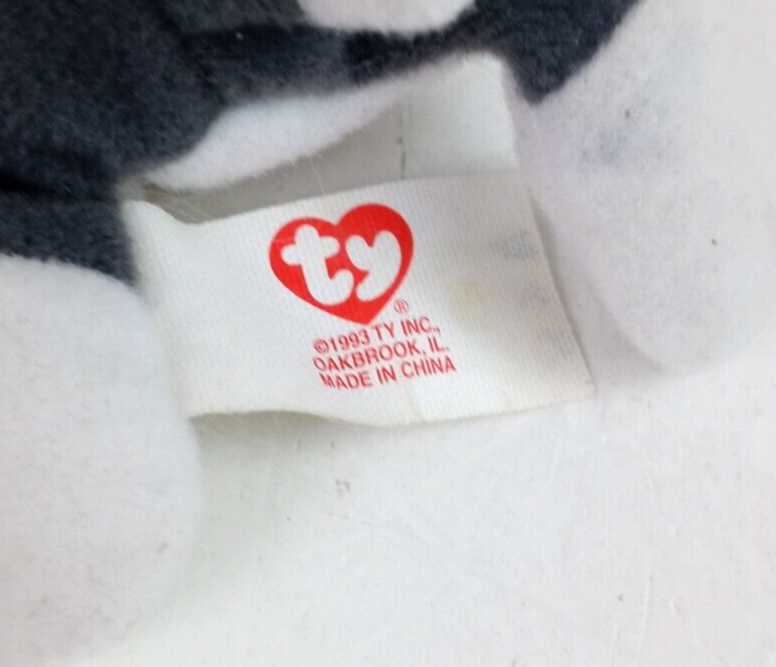 ty
®
©1993 TY INC.,
OAKBROOK, IL.
MADE IN CHINA